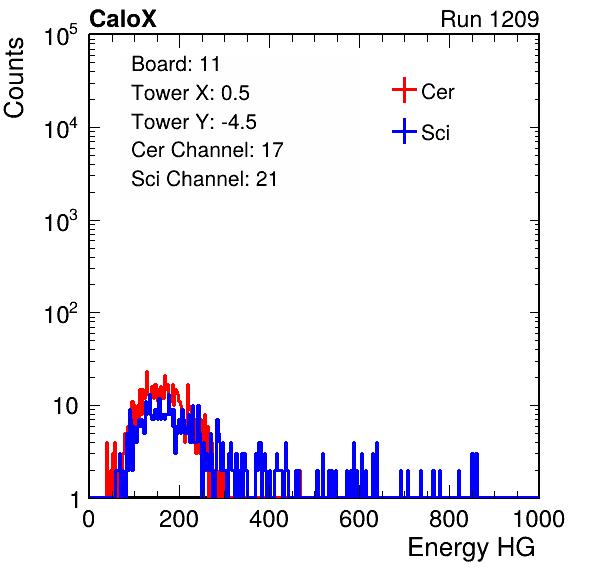 CaloX Run 1209
Counts
Board: 11
Tower X: 0.5
Tower Y: -4.5
Cer Channel: 17
Sci Channel: 21
Cer
Sci
10^5
10^4
10^3
10^2
10
1
0 200 400 600 800 1000
Energy HG